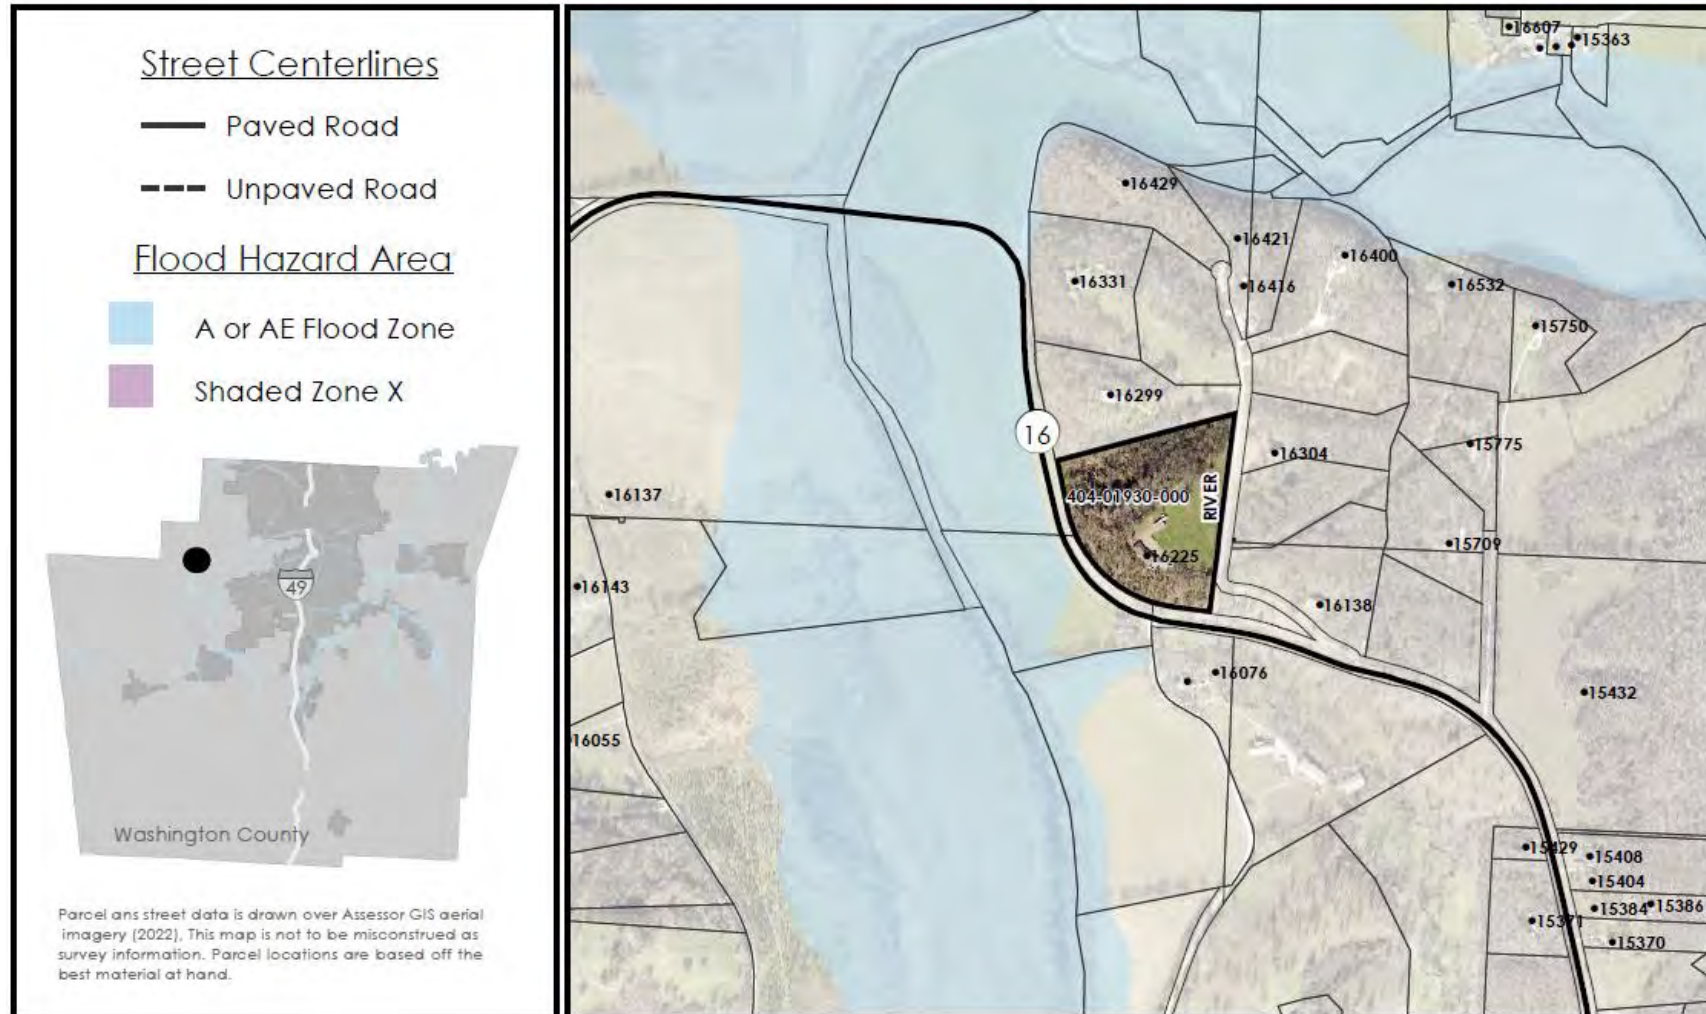 Street Centerlines
Paved Road
Unpaved Road
Flood Hazard Area
A or AE Flood Zone
Shaded Zone X
49
Washington County
Parcel ans street data is drawn over Assessor GIS aerial
imagery (2022), This map is not to be misconstrued as
survey information. Parcel locations are based off the
best material at hand.
16607
15363
16429
16421
16400
16331
16416
16532
15750
16299
16
15775
16304
16137
404-01930-000
RIVER
15709
16225
16143
16138
16076
15432
16055
15429
15408
15404
15384
15386
15371
15370